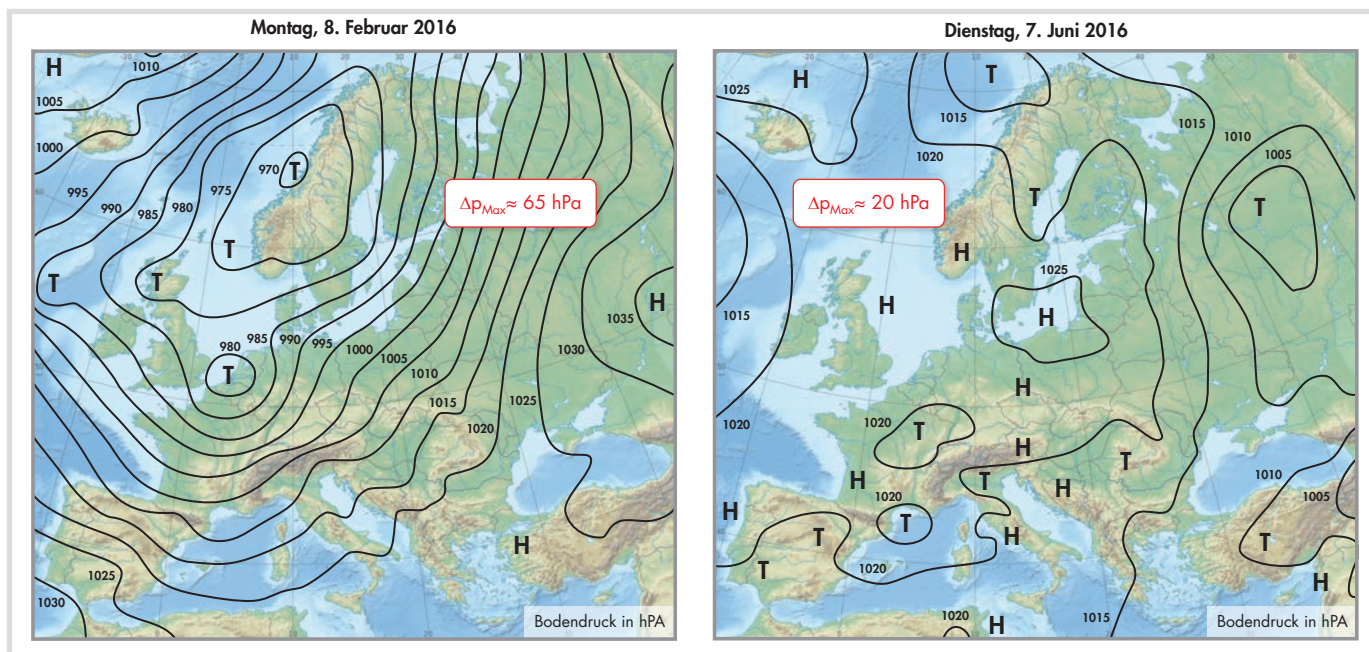 Montag, 8. Februar 2016
H
1010
1005
1000
995
990
985
980
975
970
T
ΔpMax≈ 65 hPa
T
T
T
H
1035
980
985
990
995
1000
1005
1010
1015
1020
1025
1030
T
H
1025
1030
Bodendruck in hPA
Dienstag, 7. Juni 2016
1025
H
T
1015
1020
1015
1010
1005
ΔpMax≈ 20 hPa
T
T
H
1025
H
H
1015
H
1020
1020
T
H
T
H
T
H
1020
H
T
H
T
T
1020
1010
1005
T
H
1020
H
1015
Bodendruck in hPA